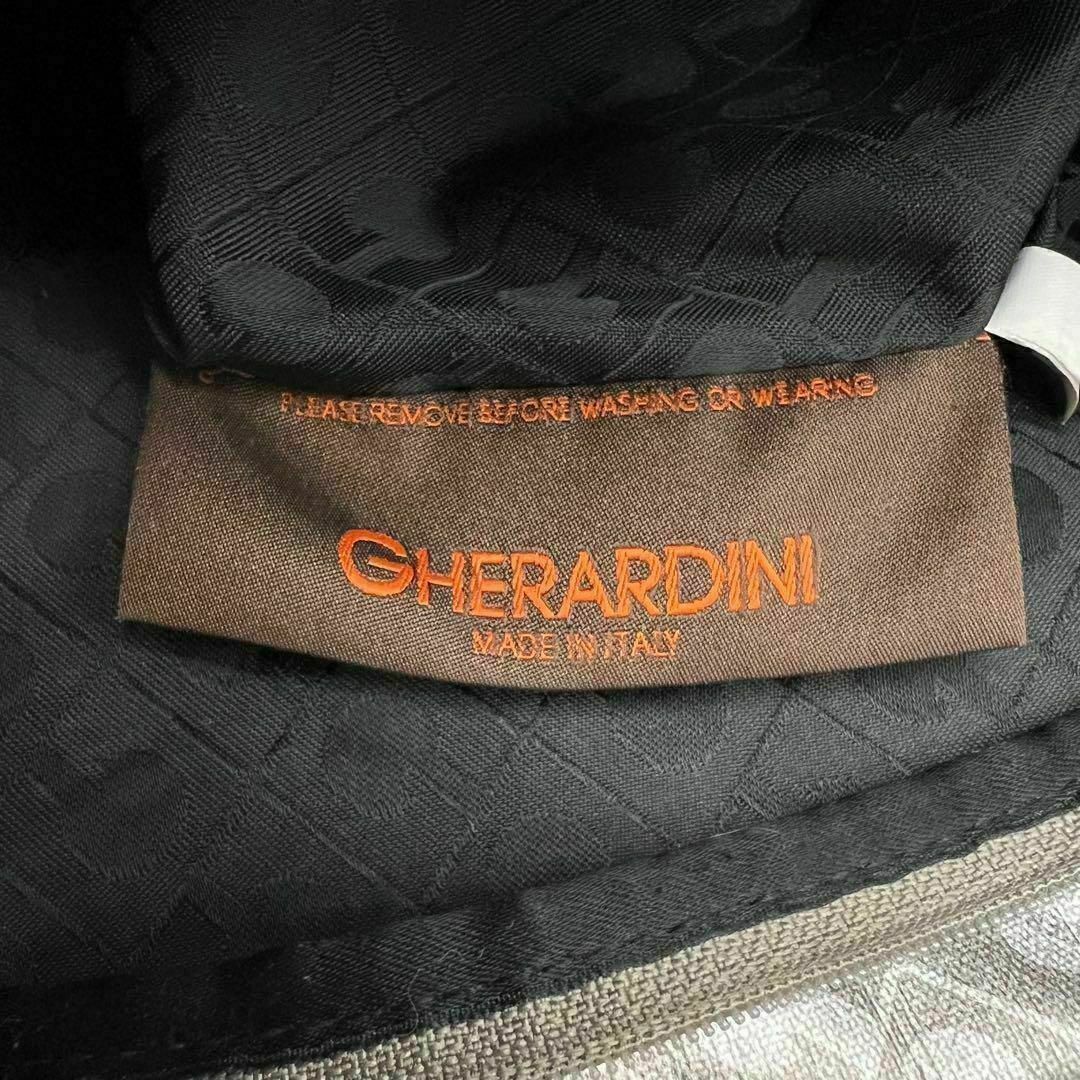 PLEASE REMOVE BEFORE WASHING OR WEARING
GHERARDINI
MADE IN ITALY